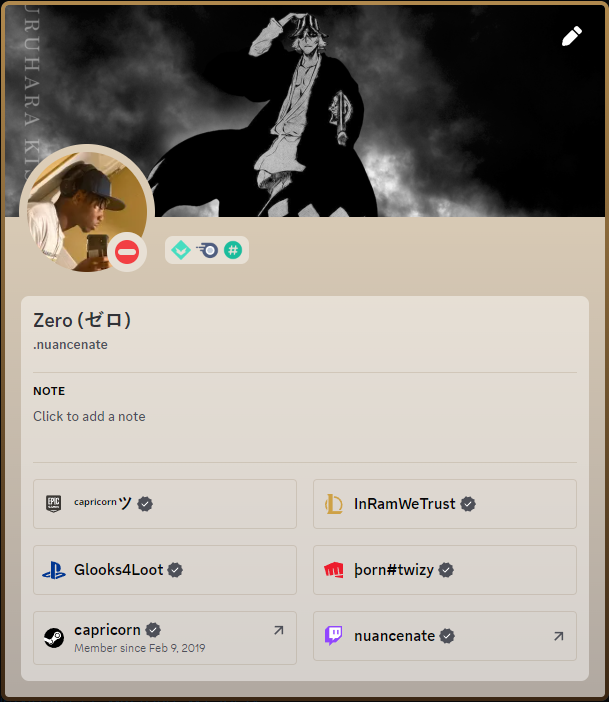 URUHARA KIS
Zero (ゼロ)
.nuancenate
NOTE
Click to add a note
EPIC
GAMES
capricornツ
InRamWeTrust
Glooks4Loot
þorn#twizy
capricorn
Member since Feb 9, 2019
nuancenate